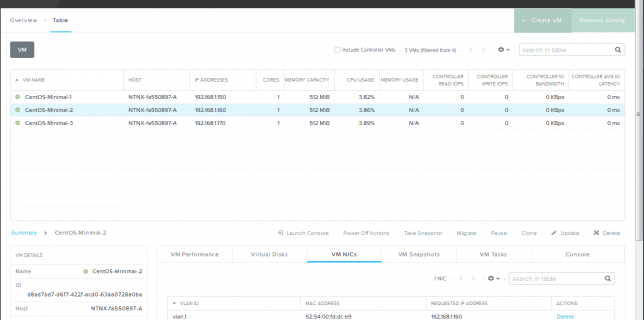 Overview · Table
+ Create VM Network Config
VM
Include Controller VMs · 3 VMs (filtered from 4) · search in table
VM NAME HOST IP ADDRESSES CORES MEMORY CAPACITY CPU USAGE MEMORY USAGE CONTROLLER READ IOPS CONTROLLER WRITE IOPS CONTROLLER IO BANDWIDTH CONTROLLER AVG IO LATENCY
CentOS-Minimal-1 NTNX-fa550897-A 192.168.1.150 1 512 MiB 3.82% N/A 0 0 0 KBps 0 ms
CentOS-Minimal-2 NTNX-fa550897-A 192.168.1.160 1 512 MiB 3.86% N/A 0 0 0 KBps 0 ms
CentOS-Minimal-3 NTNX-fa550897-A 192.168.1.170 1 512 MiB 3.89% N/A 0 0 0 KBps 0 ms
Summary > CentOS-Minimal-2 Launch Console Power Off Actions Take Snapshot Migrate Pause Clone Update Delete
VM DETAILS VM Performance Virtual Disks VM NICs VM Snapshots VM Tasks Console
Name CentOS-Minimal-2
1 NIC · search in table
ID
d8ad7bd7-d6f7-422f-acd0-63aa0728a0ba
VLAN ID MAC ADDRESS REQUESTED IP ADDRESS ACTIONS
Host NTNX-fa550897-A
vlan.1 52:54:00:fd:dc:e9 192.168.1.160 Delete